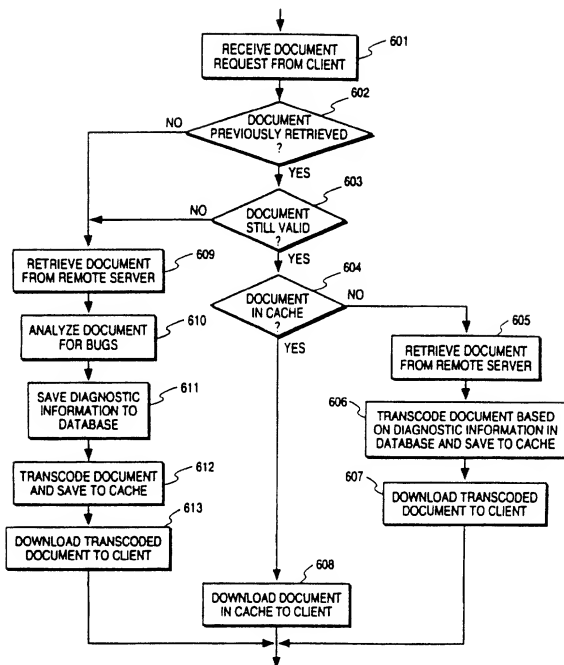 RECEIVE DOCUMENT
REQUEST FROM CLIENT
601
602
NO
DOCUMENT
PREVIOUSLY RETRIEVED
?
YES
603
NO
DOCUMENT
STILL VALID
?
YES
604
DOCUMENT
IN CACHE
?
NO
YES
609
RETRIEVE DOCUMENT
FROM REMOTE SERVER
610
ANALYZE DOCUMENT
FOR BUGS
611
SAVE DIAGNOSTIC
INFORMATION TO
DATABASE
612
TRANSCODE DOCUMENT
AND SAVE TO CACHE
613
DOWNLOAD TRANSCODED
DOCUMENT TO CLIENT
605
RETRIEVE DOCUMENT
FROM REMOTE SERVER
606
TRANSCODE DOCUMENT BASED
ON DIAGNOSTIC INFORMATION IN
DATABASE AND SAVE TO CACHE
607
DOWNLOAD TRANSCODED
DOCUMENT TO CLIENT
608
DOWNLOAD DOCUMENT
IN CACHE TO CLIENT